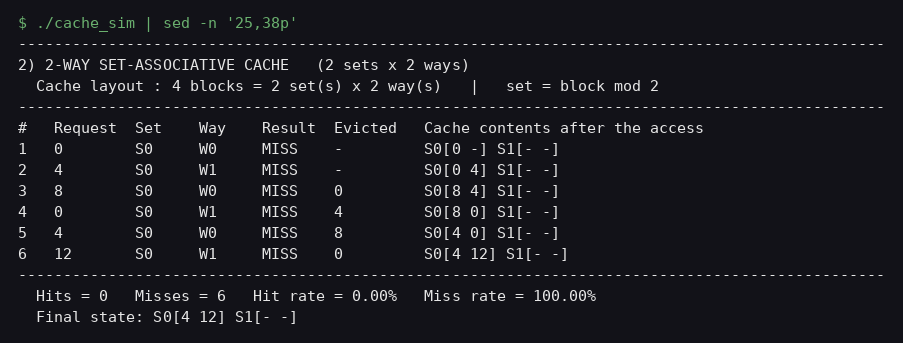 $ ./cache_sim | sed -n '25,38p'
------------------------------------------------------------------------------------------------
2) 2-WAY SET-ASSOCIATIVE CACHE   (2 sets x 2 ways)
  Cache layout : 4 blocks = 2 set(s) x 2 way(s)   |   set = block mod 2
------------------------------------------------------------------------------------------------
#   Request  Set    Way    Result  Evicted   Cache contents after the access
1   0        S0     W0     MISS    -         S0[0 -] S1[- -]
2   4        S0     W1     MISS    -         S0[0 4] S1[- -]
3   8        S0     W0     MISS    0         S0[8 4] S1[- -]
4   0        S0     W1     MISS    4         S0[8 0] S1[- -]
5   4        S0     W0     MISS    8         S0[4 0] S1[- -]
6   12       S0     W1     MISS    0         S0[4 12] S1[- -]
------------------------------------------------------------------------------------------------
  Hits = 0   Misses = 6   Hit rate = 0.00%   Miss rate = 100.00%
  Final state: S0[4 12] S1[- -]